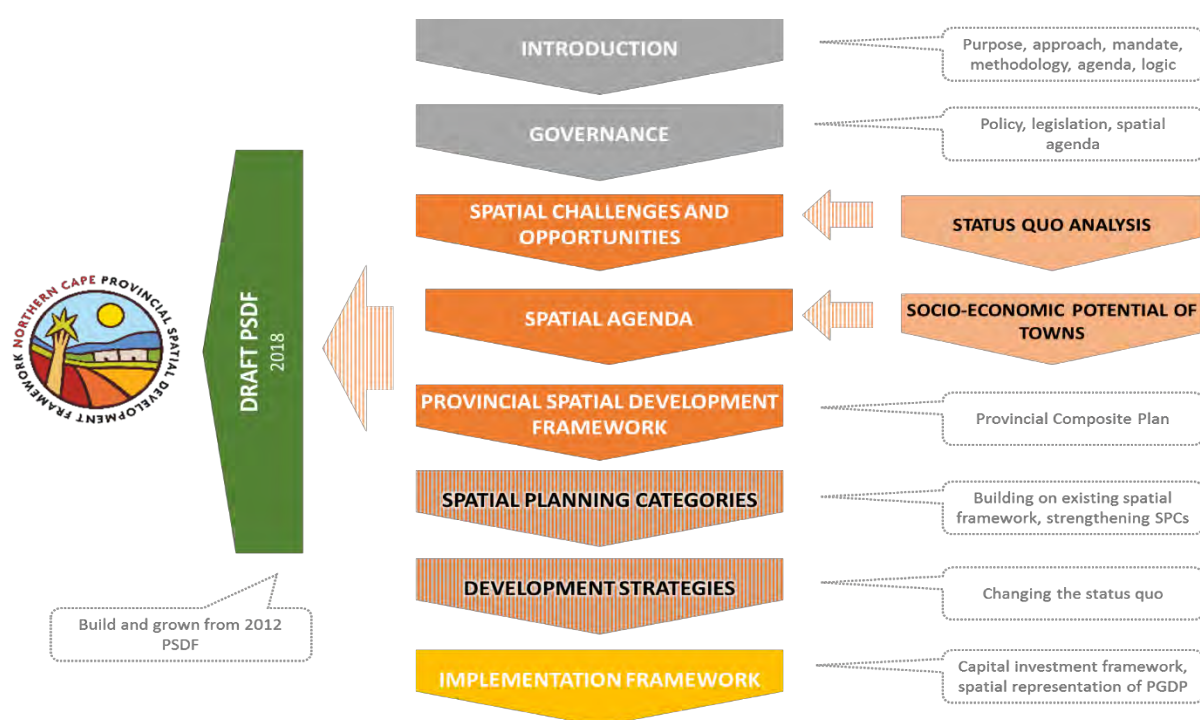 INTRODUCTION
Purpose, approach, mandate,
methodology, agenda, logic
GOVERNANCE
Policy, legislation, spatial
agenda
SPATIAL CHALLENGES AND
OPPORTUNITIES
STATUS QUO ANALYSIS
SPATIAL AGENDA
SOCIO-ECONOMIC POTENTIAL OF
TOWNS
PROVINCIAL SPATIAL DEVELOPMENT
FRAMEWORK
Provincial Composite Plan
SPATIAL PLANNING CATEGORIES
Building on existing spatial
framework, strengthening SPCs
DEVELOPMENT STRATEGIES
Changing the status quo
IMPLEMENTATION FRAMEWORK
Capital investment framework,
spatial representation of PGDP
DRAFT PSDF
2018
NORTHERN CAPE PROVINCIAL SPATIAL DEVELOPMENT FRAMEWORK
Build and grown from 2012
PSDF